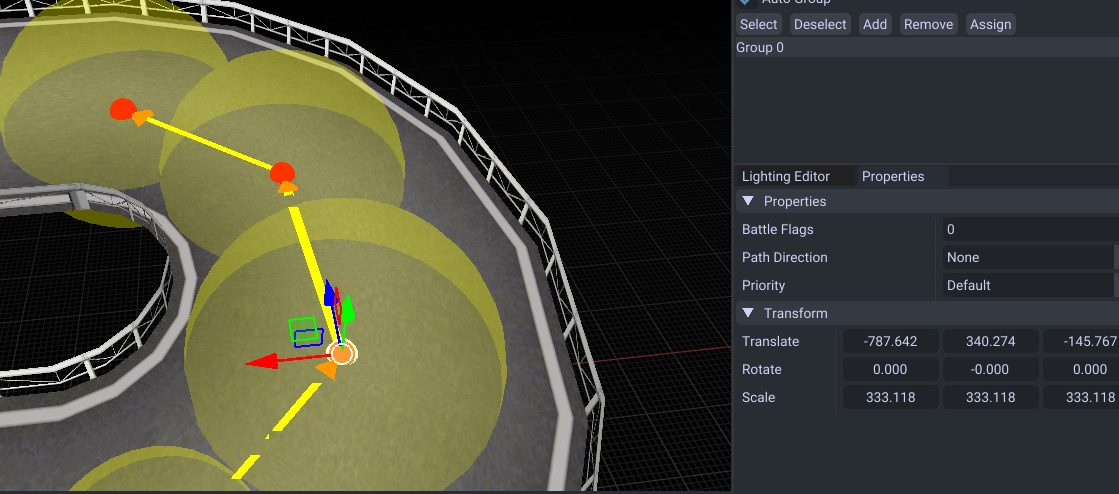 Auto Group
Select Deselect Add Remove Assign
Group 0
Lighting Editor Properties
Properties
Battle Flags 0
Path Direction None
Priority Default
Transform
Translate -787.642 340.274 -145.767
Rotate 0.000 -0.000 0.000
Scale 333.118 333.118 333.118